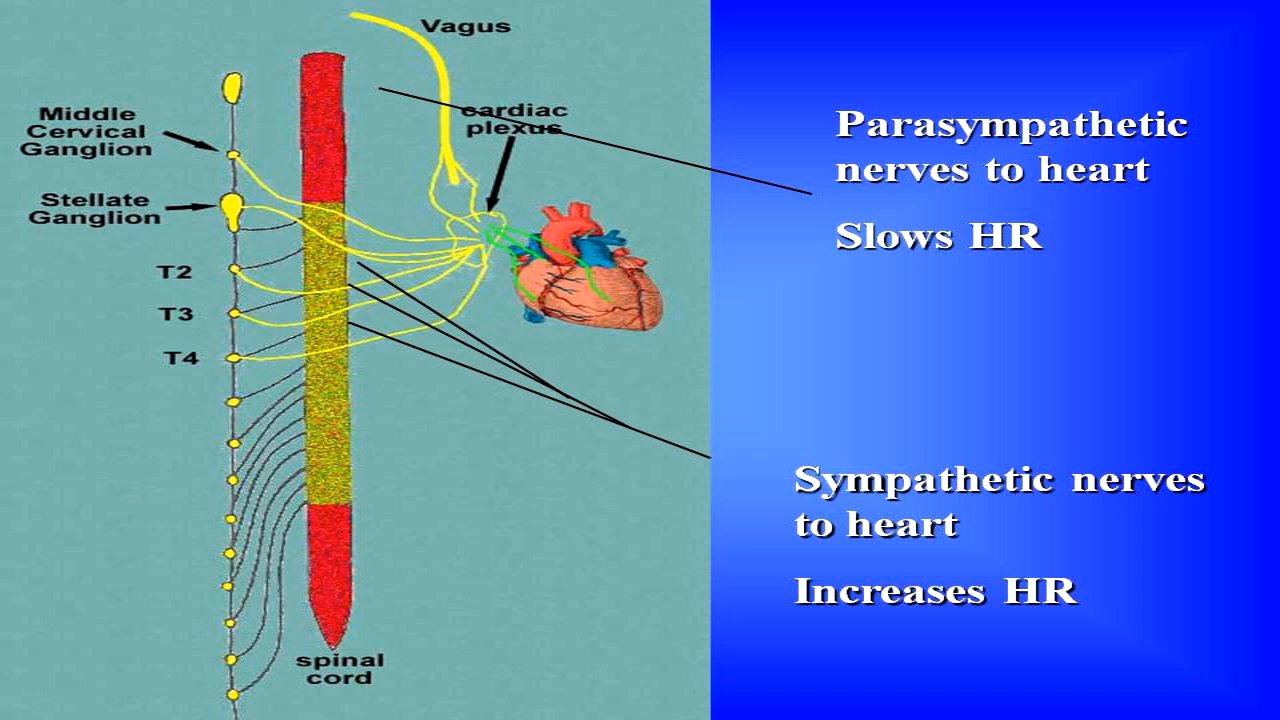 Vagus
cardiac
plexus
Middle
Cervical
Ganglion
Stellate
Ganglion
T2
T3
T4
spinal
cord
Parasympathetic
nerves to heart
Slows HR
Sympathetic nerves
to heart
Increases HR